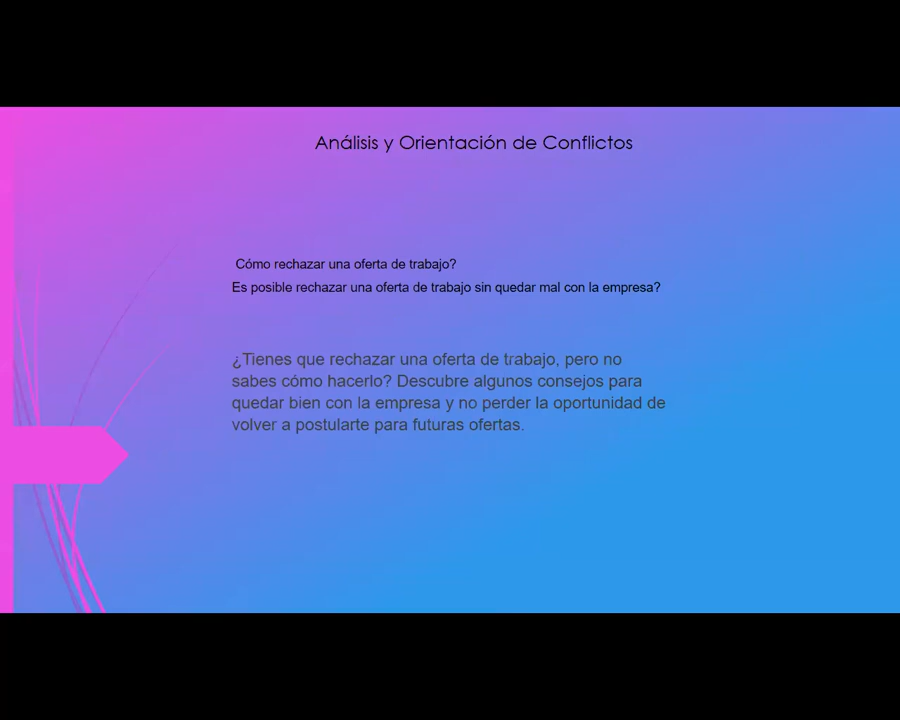 Análisis y Orientación de Conflictos
Cómo rechazar una oferta de trabajo?
Es posible rechazar una oferta de trabajo sin quedar mal con la empresa?
¿Tienes que rechazar una oferta de trabajo, pero no
sabes cómo hacerlo? Descubre algunos consejos para
quedar bien con la empresa y no perder la oportunidad de
volver a postularte para futuras ofertas.